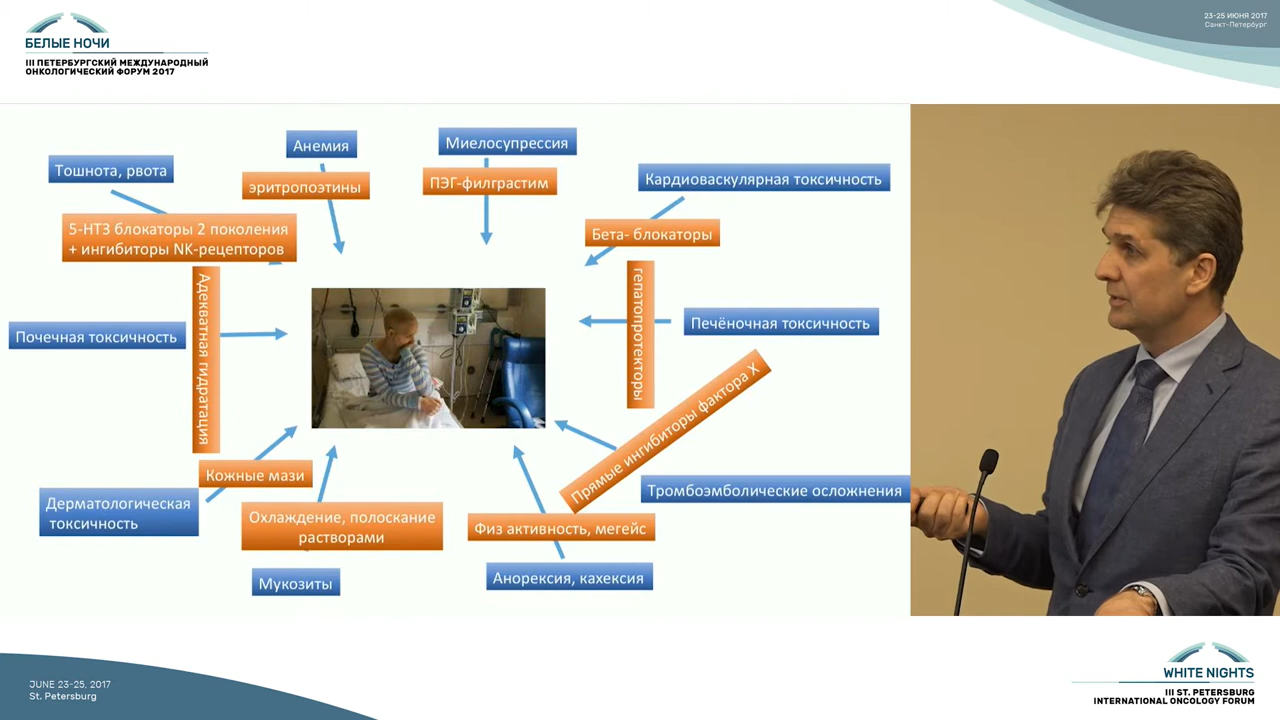 БЕЛЫЕ НОЧИ
III ПЕТЕРБУРГСКИЙ МЕЖДУНАРОДНЫЙ
ОНКОЛОГИЧЕСКИЙ ФОРУМ 2017
23-25 ИЮНЯ 2017
Санкт-Петербург
Анемия
Миелосупрессия
Тошнота, рвота
эритропоэтины
ПЭГ-филграстим
Кардиоваскулярная токсичность
5-НТ3 блокаторы 2 поколения
+ ингибиторы NK-рецепторов
Бета- блокаторы
Адекватная гидратация
гепатопротекторы
Почечная токсичность
Печёночная токсичность
Прямые ингибиторы фактора X
Кожные мази
Тромбоэмболические осложнения
Дерматологическая
токсичность
Охлаждение, полоскание
растворами
Физ активность, мегейс
Мукозиты
Анорексия, кахексия
JUNE 23-25, 2017
St. Petersburg
WHITE NIGHTS
III ST. PETERSBURG
INTERNATIONAL ONCOLOGY FORUM